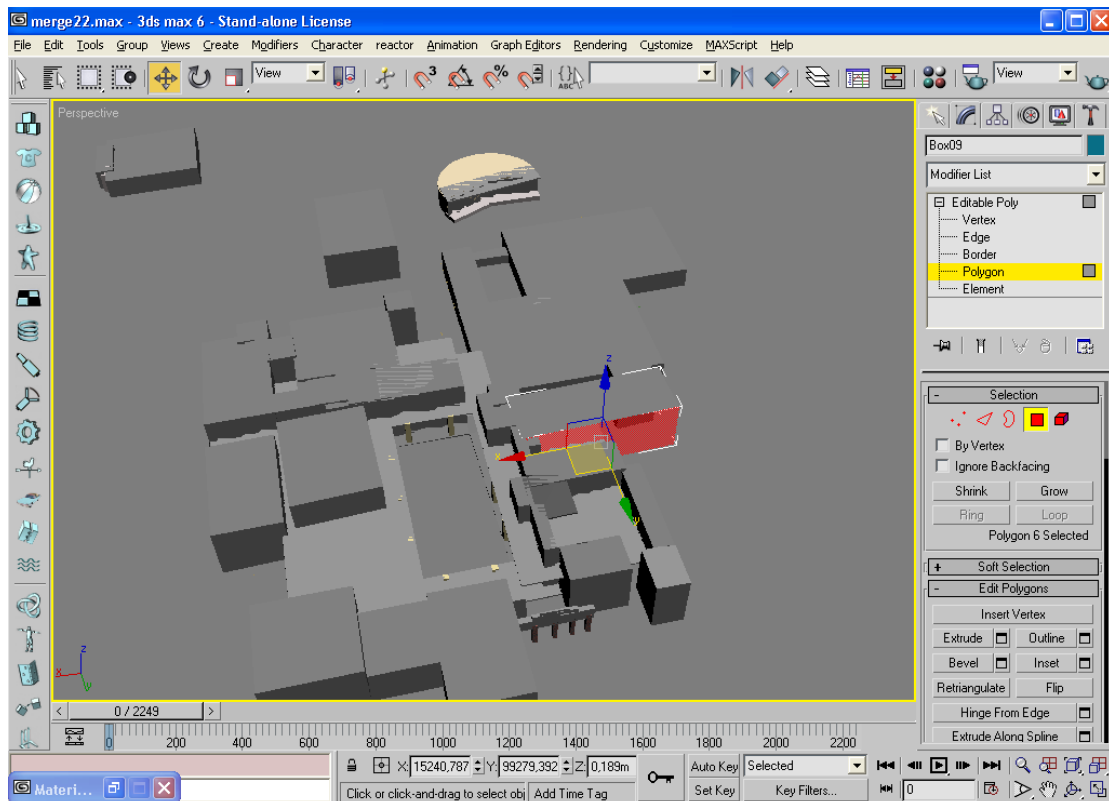 merge22.max - 3ds max 6 - Stand-alone License
File Edit Tools Group Views Create Modifiers Character reactor Animation Graph Editors Rendering Customize MAXScript Help
View
3
%
ABC
View
Perspective
Box09
Modifier List
Editable Poly
Vertex
Edge
Border
Polygon
Element
- Selection
By Vertex
Ignore Backfacing
Shrink Grow
Ring Loop
Polygon 6 Selected
+ Soft Selection
- Edit Polygons
Insert Vertex
Extrude Outline
Bevel Inset
Retriangulate Flip
Hinge From Edge
Extrude Along Spline
z
x
y
z
x
y
< 0 / 2249 >
0 200 400 600 800 1000 1200 1400 1600 1800 2000 2200
X: 15240,787 Y: 99279,392 Z: 0,189m
Auto Key Selected
Set Key Key Filters...
0
Click or click-and-drag to select obj Add Time Tag
Materi...